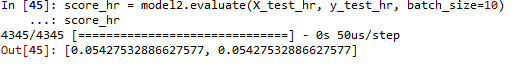 In [45]: score_hr = model2.evaluate(X_test_hr, y_test_hr, batch_size=10)
...: score_hr
4345/4345 [==============================] - 0s 50us/step
Out[45]: [0.05427532886627577, 0.05427532886627577]